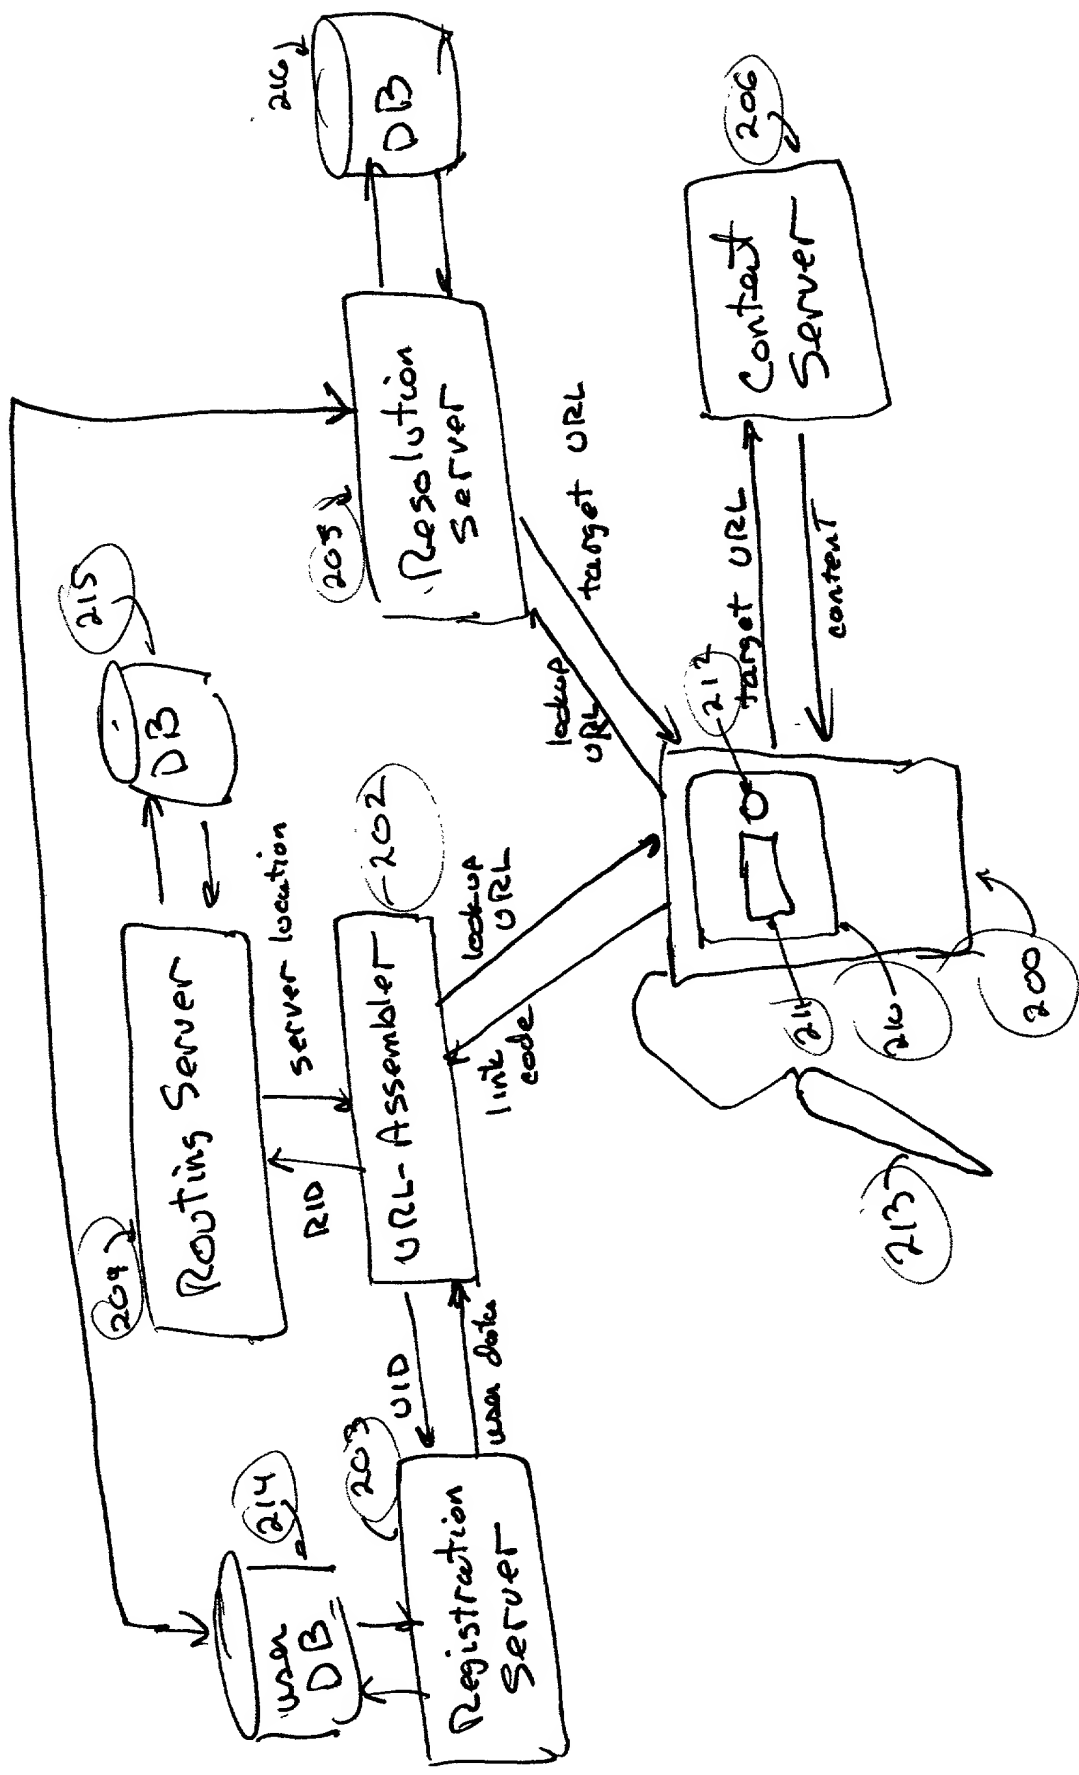 214
user
DB
203
Registration
Server
UID
user data
204
Routing Server
RID
server location
215
DB
202
URL-Assembler
link
code
lookup
URL
205
Resolution
Server
216
DB
lookup
URL
target URL
206
Content
Server
target URL
content
212
211
210
200
213